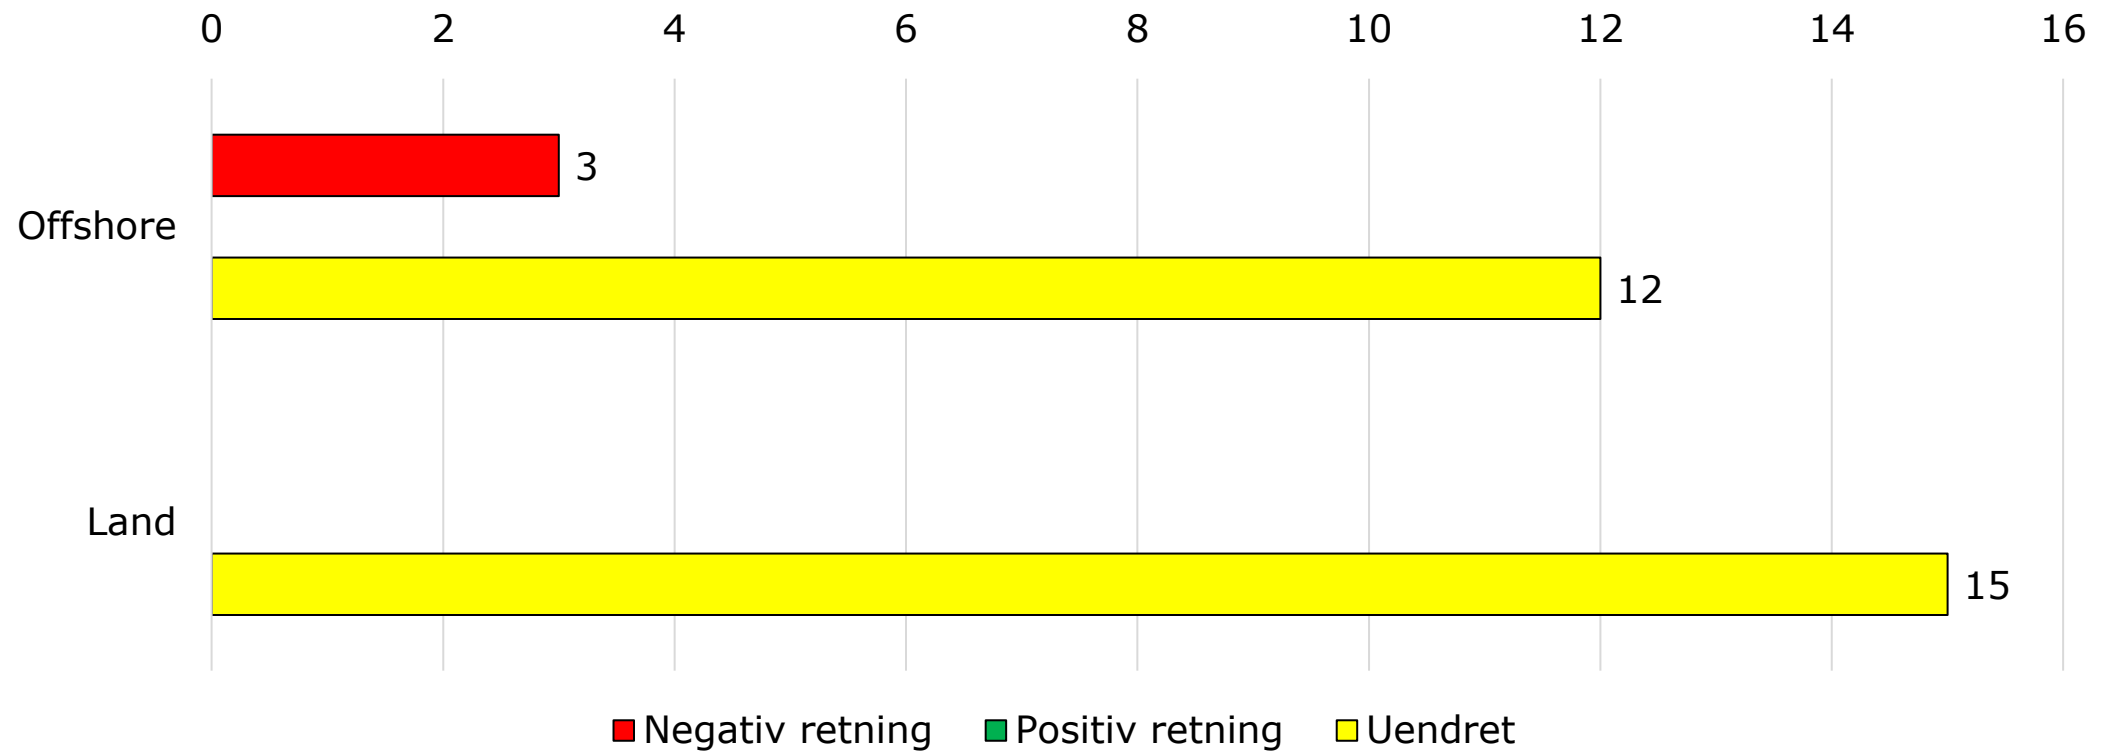 0 2 4 6 8 10 12 14 16
3
Offshore
12
Land
15
Negativ retning Positiv retning Uendret